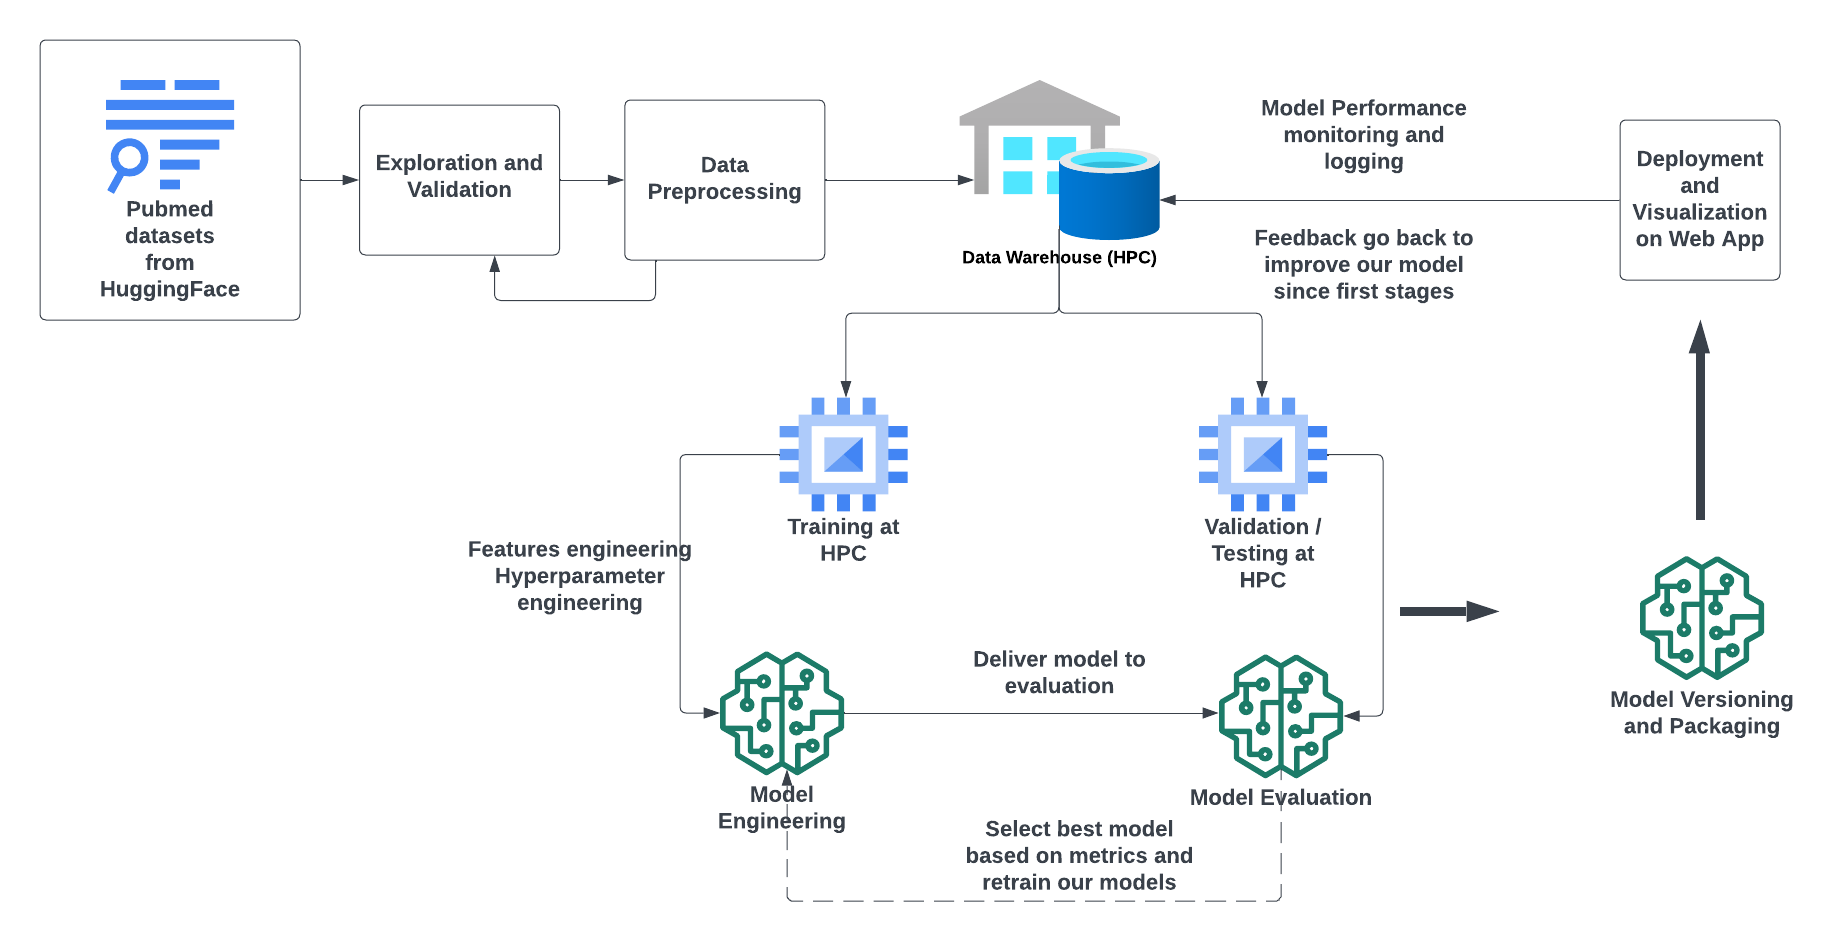 Pubmed
datasets
from
HuggingFace
Exploration and
Validation
Data
Preprocessing
Data Warehouse (HPC)
Model Performance
monitoring and
logging
Feedback go back to
improve our model
since first stages
Deployment
and
Visualization
on Web App
Training at
HPC
Validation /
Testing at
HPC
Features engineering
Hyperparameter
engineering
Deliver model to
evaluation
Model Versioning
and Packaging
Model
Engineering
Model Evaluation
Select best model
based on metrics and
retrain our models